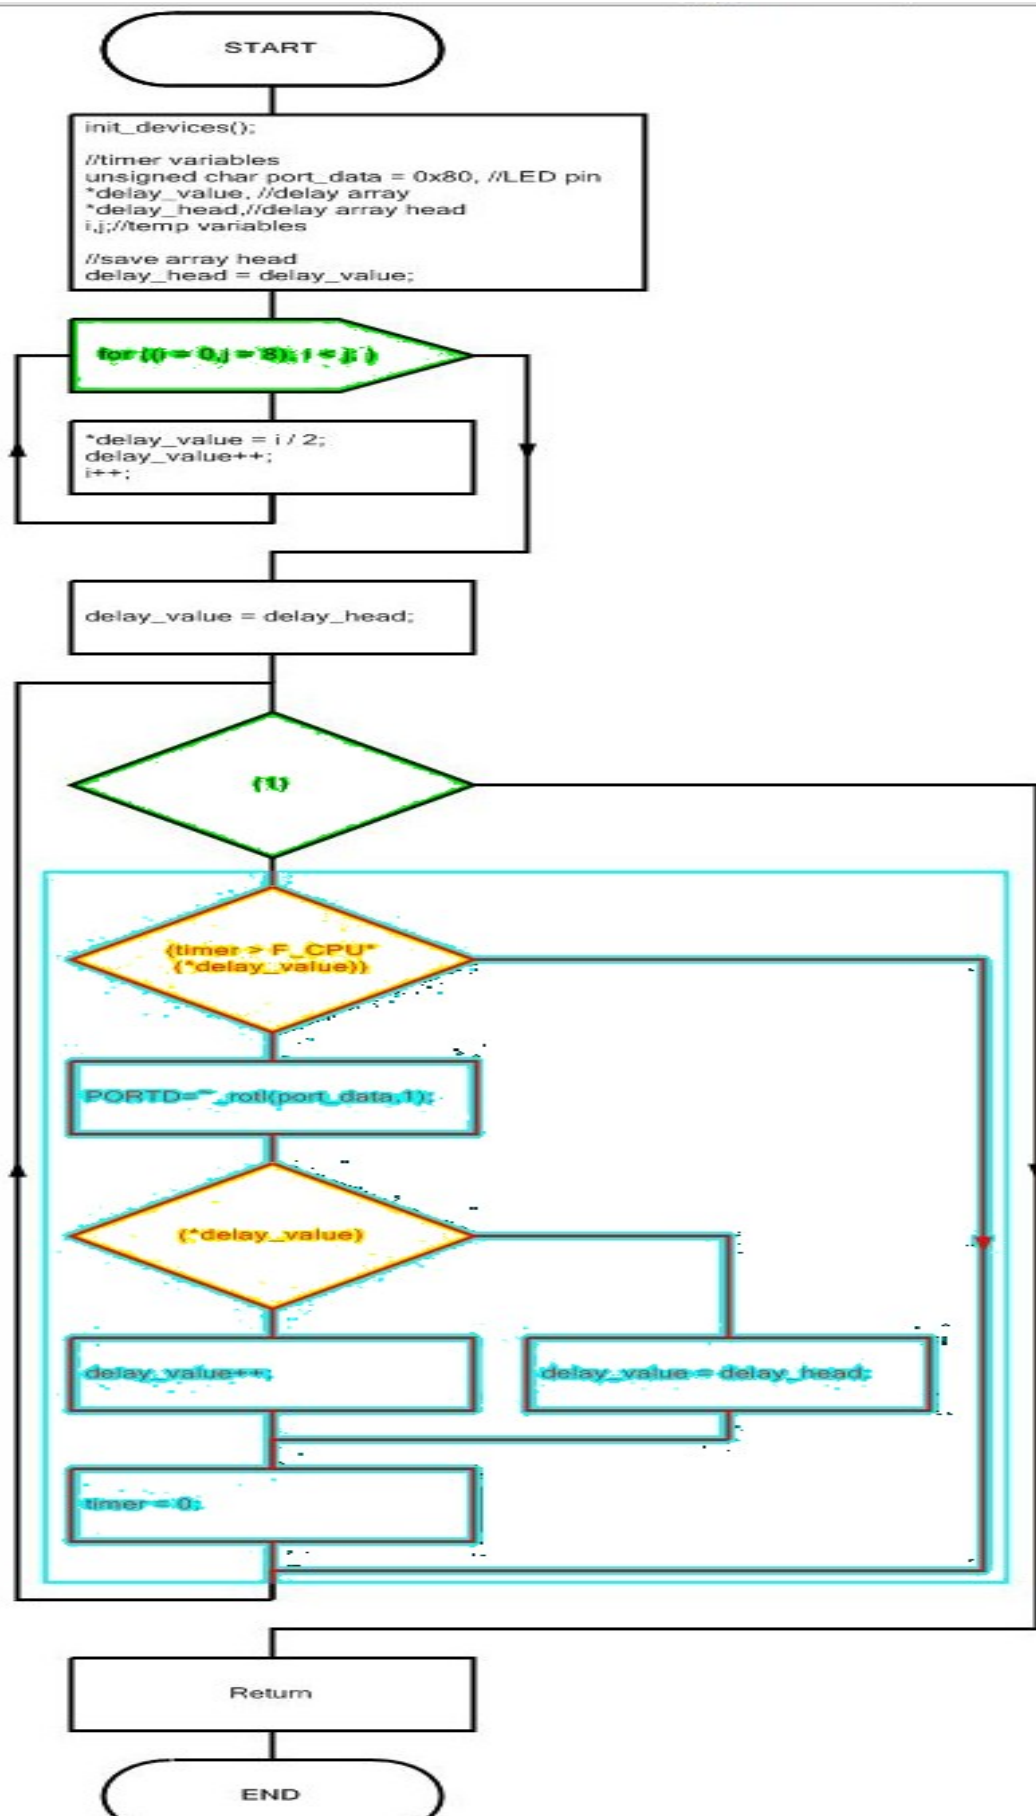 START
init_devices();
//timer variables
unsigned char port_data = 0x80, //LED pin
*delay_value, //delay array
*delay_head,//delay array head
i,j;//temp variables
//save array head
delay_head = delay_value;
for ((i = 0,j = 8); i < j; )
*delay_value = i / 2;
delay_value++;
i++;
delay_value = delay_head;
(1)
(timer > F_CPU*
(*delay_value))
PORTD=~_rotl(port_data,1);
(*delay_value)
delay_value++;
delay_value = delay_head;
timer = 0;
Return
END